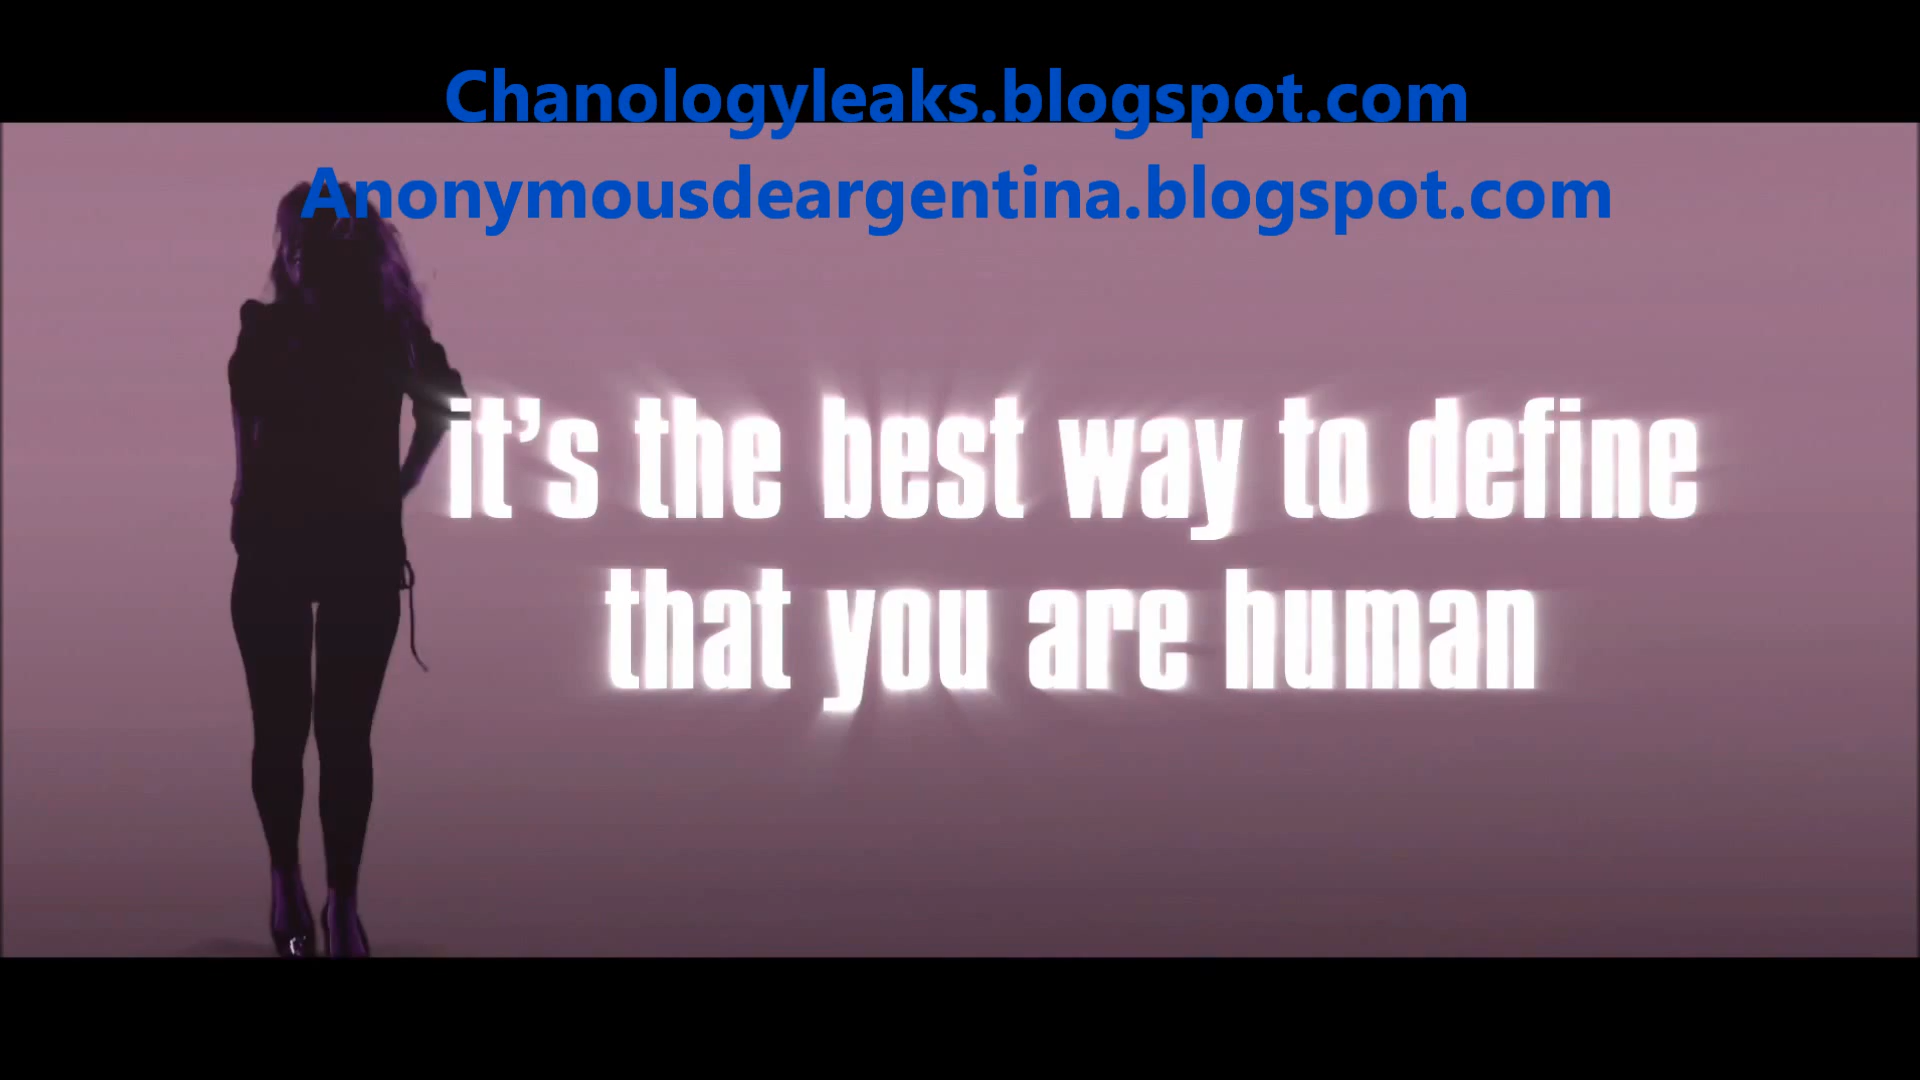 Chanologyleaks.blogspot.com
Anonymousdeargentina.blogspot.com
it's the best way to define
that you are human